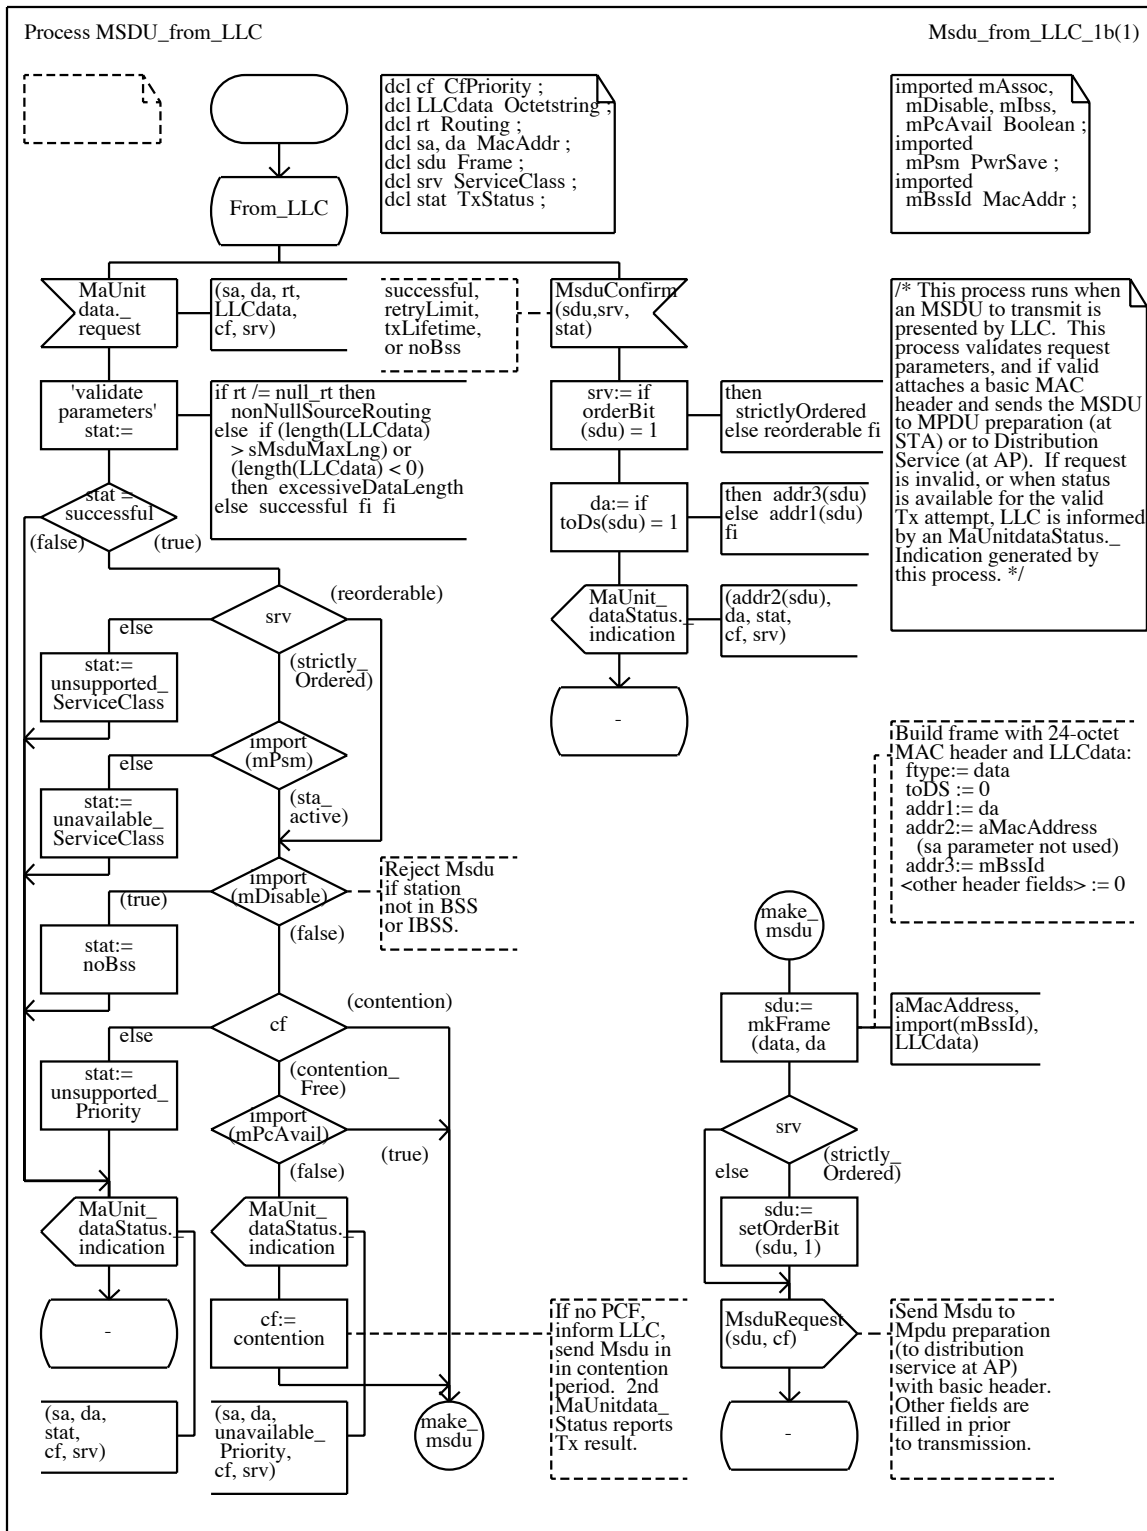 Process MSDU_from_LLC
Msdu_from_LLC_1b(1)
dcl cf  CfPriority ;
dcl LLCdata  Octetstring ;
dcl rt  Routing ;
dcl sa, da  MacAddr ;
dcl sdu  Frame ;
dcl srv  ServiceClass ;
dcl stat  TxStatus ;
imported mAssoc,
mDisable, mIbss,
mPcAvail  Boolean ;
imported
mPsm  PwrSave ;
imported
mBssId  MacAddr ;
From_LLC
MaUnit
data._
request
(sa, da, rt,
LLCdata,
cf, srv)
successful,
retryLimit,
txLifetime,
or noBss
MsduConfirm
(sdu,srv,
stat)
/* This process runs when
an MSDU to transmit is
presented by LLC.  This
process validates request
parameters, and if valid
attaches a basic MAC
header and sends the MSDU
to MPDU preparation (at
STA) or to Distribution
Service (at AP).  If request
is invalid, or when status
is available for the valid
Tx attempt, LLC is informed
by an MaUnitdataStatus._
Indication generated by
this process. */
'validate
parameters'
stat:=
if rt /= null_rt then
nonNullSourceRouting
else  if (length(LLCdata)
> sMsduMaxLng) or
(length(LLCdata) < 0)
then  excessiveDataLength
else  successful  fi  fi
srv:= if
orderBit
(sdu) = 1
then
strictlyOrdered
else reorderable fi
stat =
successful
(false)
(true)
da:= if
toDs(sdu) = 1
then  addr3(sdu)
else  addr1(sdu)
fi
srv
(reorderable)
else
(strictly_
Ordered)
MaUnit_
dataStatus._
indication
(addr2(sdu),
da, stat,
cf, srv)
stat:=
unsupported_
ServiceClass
-
import
(mPsm)
else
(sta_
active)
stat:=
unavailable_
ServiceClass
Build frame with 24-octet
MAC header and LLCdata:
ftype:= data
toDS := 0
addr1:= da
addr2:= aMacAddress
(sa parameter not used)
addr3:= mBssId
<other header fields> := 0
import
(mDisable)
(true)
(false)
Reject Msdu
if station
not in BSS
or IBSS.
stat:=
noBss
make_
msdu
cf
(contention)
else
(contention_
Free)
sdu:=
mkFrame
(data, da
aMacAddress,
import(mBssId),
LLCdata)
stat:=
unsupported_
Priority
import
(mPcAvail)
(true)
(false)
srv
else
(strictly_
Ordered)
MaUnit_
dataStatus._
indication
MaUnit_
dataStatus._
indication
sdu:=
setOrderBit
(sdu, 1)
-
cf:=
contention
If no PCF,
inform LLC,
send Msdu in
in contention
period.  2nd
MaUnitdata_
Status reports
Tx result.
MsduRequest
(sdu, cf)
Send Msdu to
Mpdu preparation
(to distribution
service at AP)
with basic header.
Other fields are
filled in prior
to transmission.
(sa, da,
stat,
cf, srv)
(sa, da,
unavailable_
Priority,
cf, srv)
make_
msdu
-